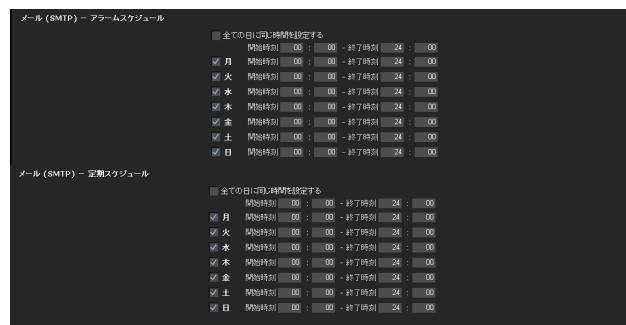 メール (SMTP) − アラームスケジュール
全ての日に同じ時間を設定する
開始時刻 00 : 00 - 終了時刻 24 : 00
月 開始時刻 00 : 00 - 終了時刻 24 : 00
火 開始時刻 00 : 00 - 終了時刻 24 : 00
水 開始時刻 00 : 00 - 終了時刻 24 : 00
木 開始時刻 00 : 00 - 終了時刻 24 : 00
金 開始時刻 00 : 00 - 終了時刻 24 : 00
土 開始時刻 00 : 00 - 終了時刻 24 : 00
日 開始時刻 00 : 00 - 終了時刻 24 : 00
メール (SMTP) − 定期スケジュール
全ての日に同じ時間を設定する
開始時刻 00 : 00 - 終了時刻 24 : 00
月 開始時刻 00 : 00 - 終了時刻 24 : 00
火 開始時刻 00 : 00 - 終了時刻 24 : 00
水 開始時刻 00 : 00 - 終了時刻 24 : 00
木 開始時刻 00 : 00 - 終了時刻 24 : 00
金 開始時刻 00 : 00 - 終了時刻 24 : 00
土 開始時刻 00 : 00 - 終了時刻 24 : 00
日 開始時刻 00 : 00 - 終了時刻 24 : 00